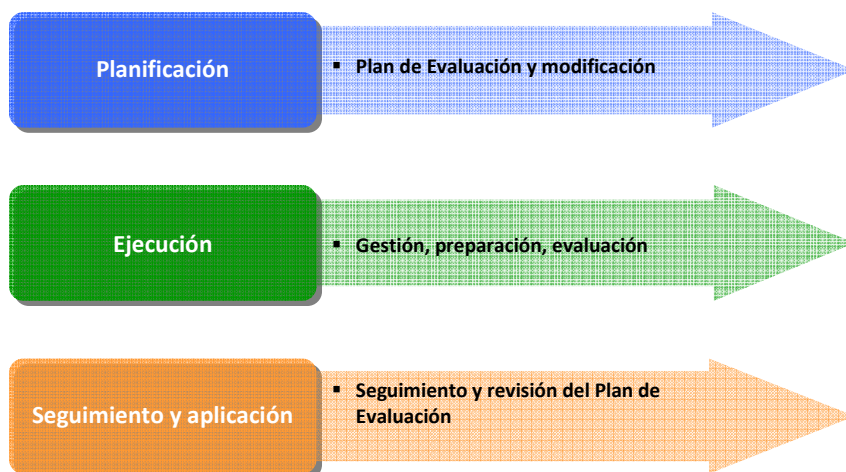 Planificación
▪ Plan de Evaluación y modificación
Ejecución
▪ Gestión, preparación, evaluación
Seguimiento y aplicación
▪ Seguimiento y revisión del Plan de
Evaluación